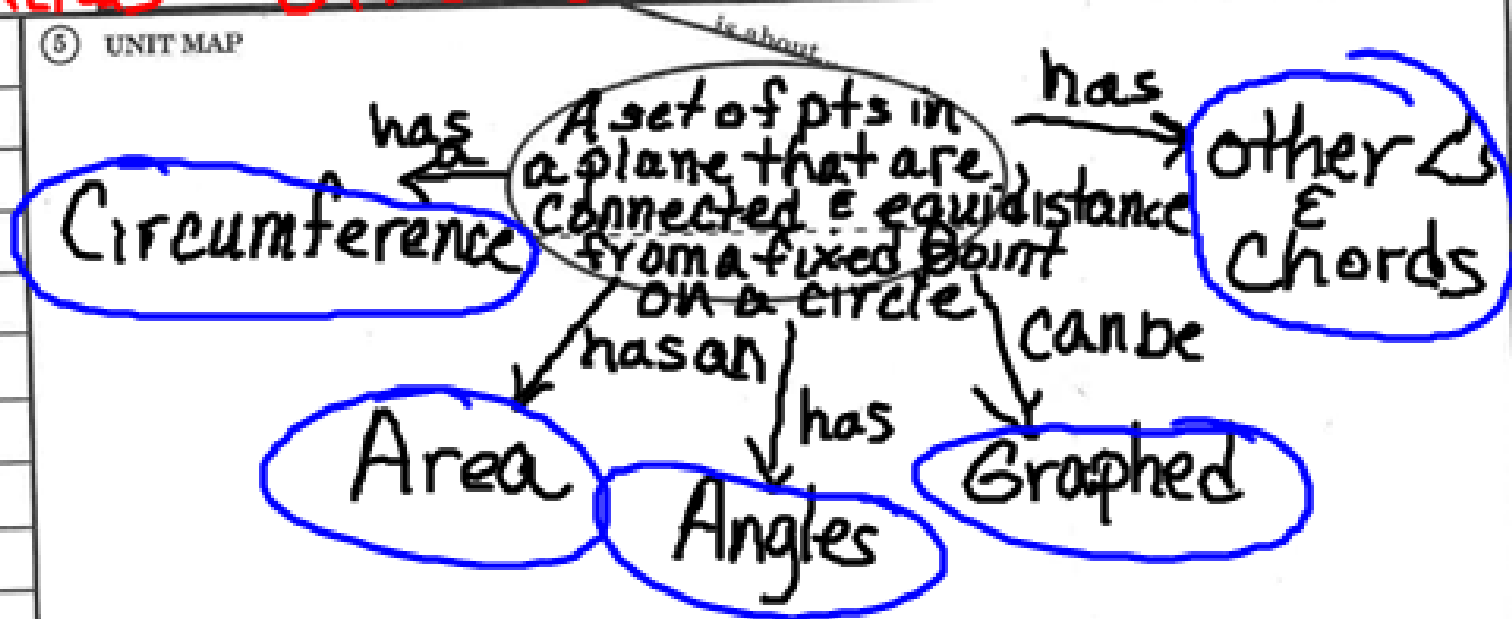 ⑤ UNIT MAP
is about...
has a
Circumference
A set of pts in
a plane that are
connected & equidistance
from a fixed point
on a circle
has
other ∠s
&
Chords
has an
Area
has
Angles
can be
Graphed